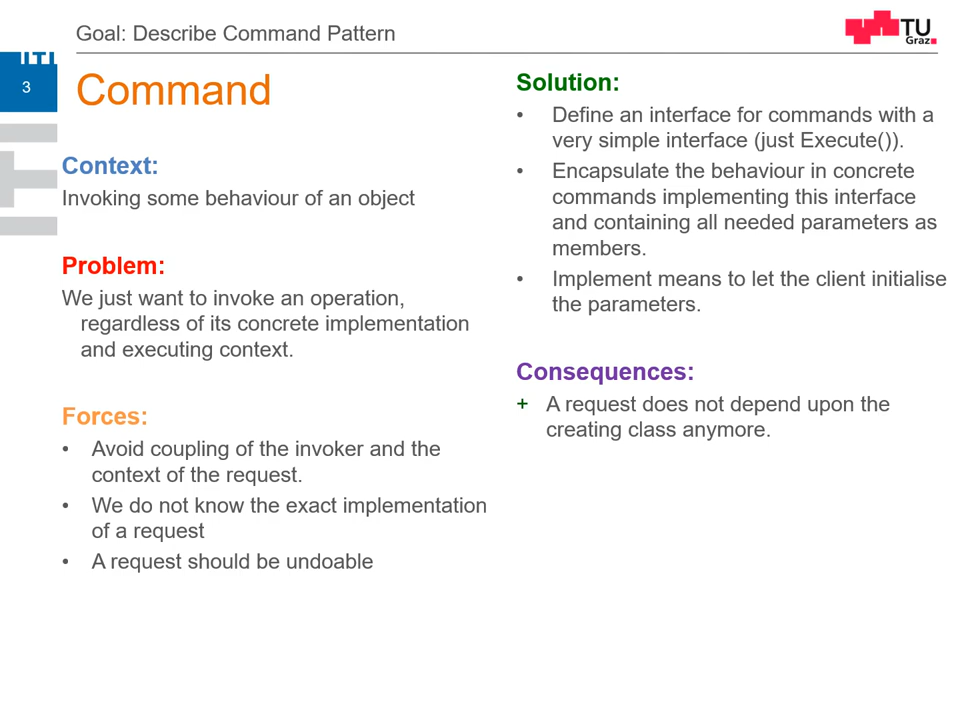 Goal: Describe Command Pattern
TU
Graz
3
Command
Context:
Invoking some behaviour of an object
Problem:
We just want to invoke an operation,
regardless of its concrete implementation
and executing context.
Forces:
• Avoid coupling of the invoker and the
context of the request.
• We do not know the exact implementation
of a request
• A request should be undoable
Solution:
• Define an interface for commands with a
very simple interface (just Execute()).
• Encapsulate the behaviour in concrete
commands implementing this interface
and containing all needed parameters as
members.
• Implement means to let the client initialise
the parameters.
Consequences:
+ A request does not depend upon the
creating class anymore.